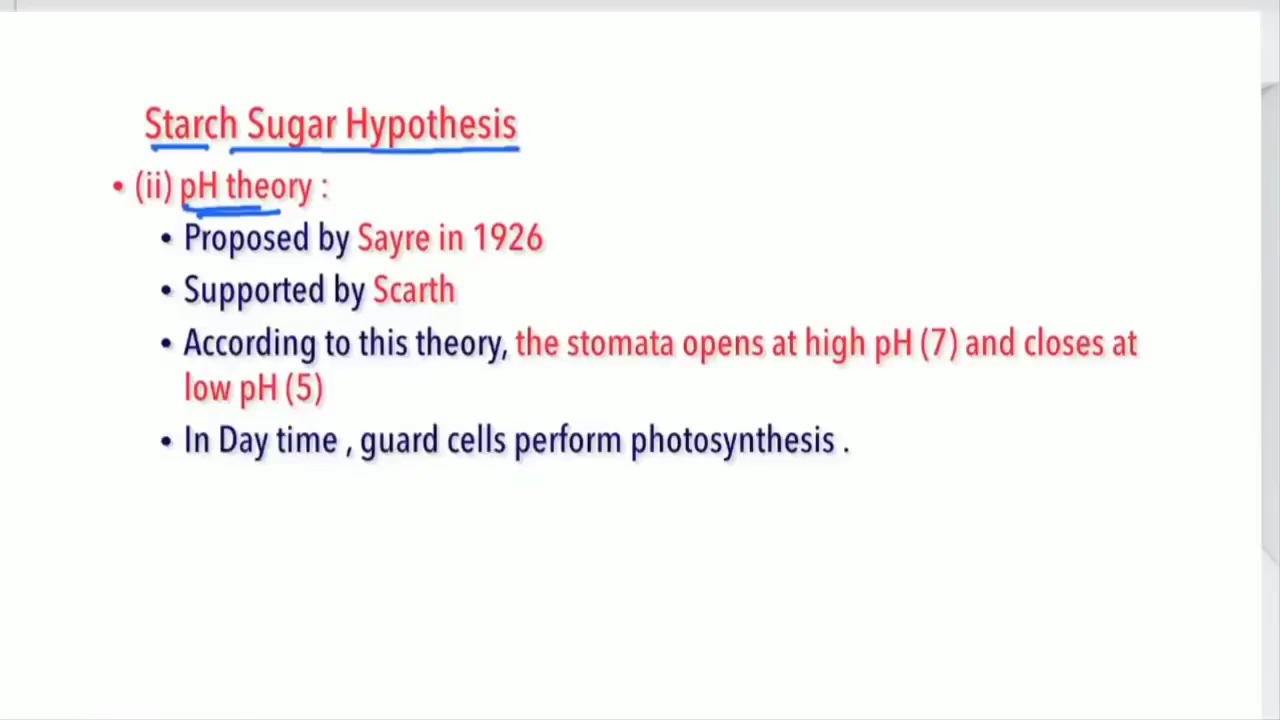 Starch Sugar Hypothesis
• (ii) pH theory :
• Proposed by Sayre in 1926
• Supported by Scarth
• According to this theory, the stomata opens at high pH (7) and closes at
low pH (5)
• In Day time , guard cells perform photosynthesis .